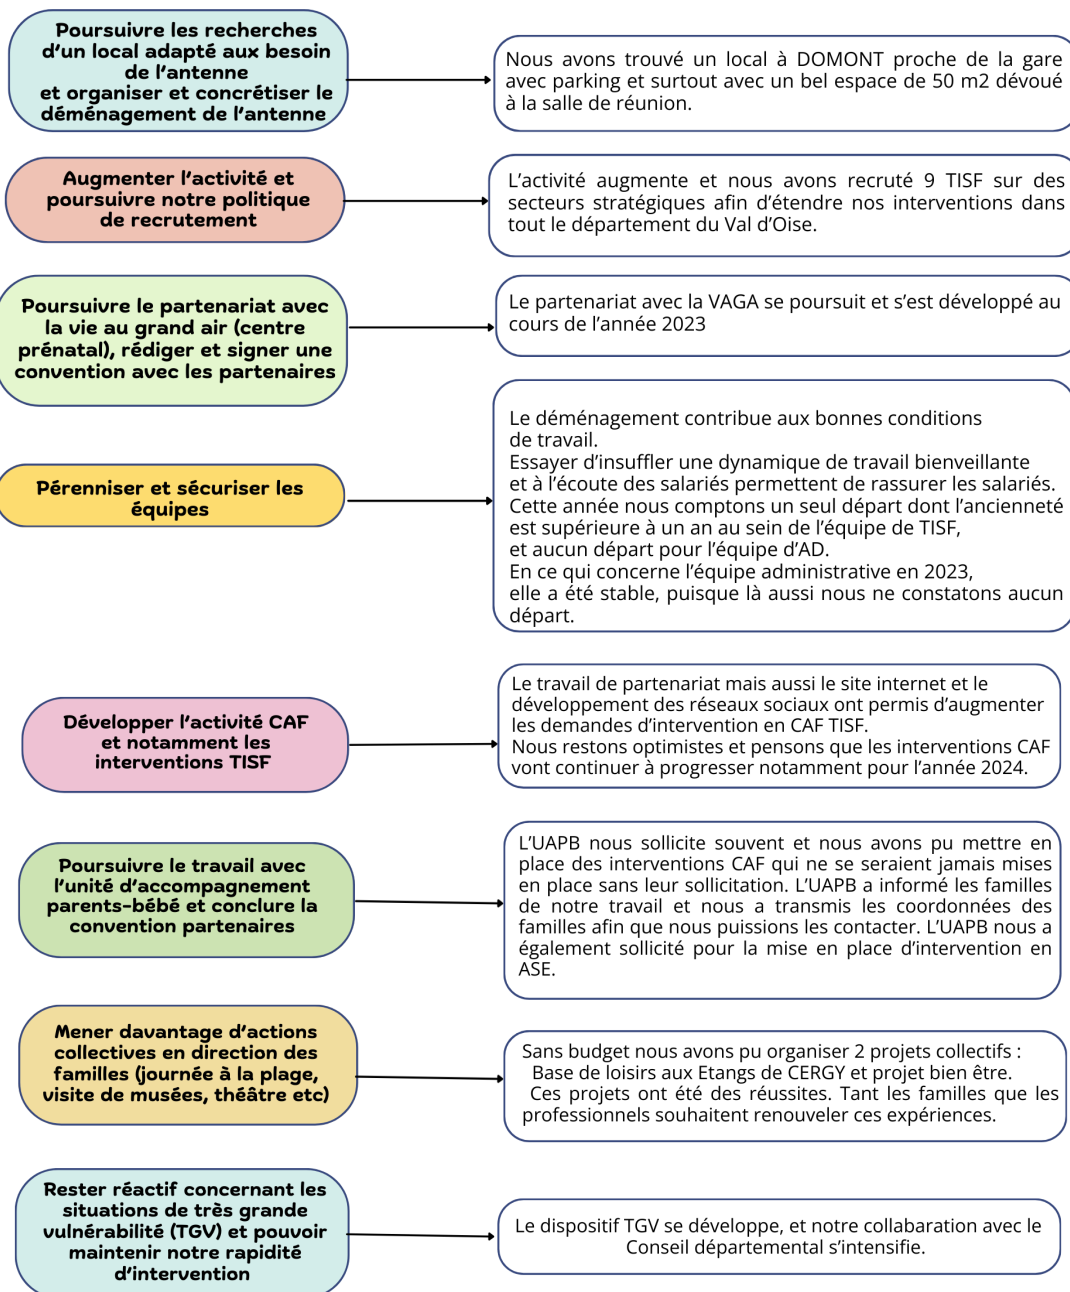 Poursuivre les recherches
d'un local adapté aux besoin
de l'antenne
et organiser et concrétiser le
déménagement de l'antenne
Nous avons trouvé un local à DOMONT proche de la gare
avec parking et surtout avec un bel espace de 50 m2 dévoué
à la salle de réunion.
Augmenter l'activité et
poursuivre notre politique
de recrutement
L'activité augmente et nous avons recruté 9 TISF sur des
secteurs stratégiques afin d'étendre nos interventions dans
tout le département du Val d'Oise.
Poursuivre le partenariat avec
la vie au grand air (centre
prénatal), rédiger et signer une
convention avec les partenaires
Le partenariat avec la VAGA se poursuit et s'est développé au
cours de l'année 2023
Pérenniser et sécuriser les
équipes
Le déménagement contribue aux bonnes conditions
de travail.
Essayer d'insuffler une dynamique de travail bienveillante
et à l'écoute des salariés permettent de rassurer les salariés.
Cette année nous comptons un seul départ dont l'ancienneté
est supérieure à un an au sein de l'équipe de TISF,
et aucun départ pour l'équipe d'AD.
En ce qui concerne l'équipe administrative en 2023,
elle a été stable, puisque là aussi nous ne constatons aucun
départ.
Développer l'activité CAF
et notamment les
interventions TISF
Le travail de partenariat mais aussi le site internet et le
développement des réseaux sociaux ont permis d'augmenter
les demandes d'intervention en CAF TISF.
Nous restons optimistes et pensons que les interventions CAF
vont continuer à progresser notamment pour l'année 2024.
Poursuivre le travail avec
l'unité d'accompagnement
parents-bébé et conclure la
convention partenaires
L'UAPB nous sollicite souvent et nous avons pu mettre en
place des interventions CAF qui ne se seraient jamais mises
en place sans leur sollicitation. L'UAPB a informé les familles
de notre travail et nous a transmis les coordonnées des
familles afin que nous puissions les contacter. L'UAPB nous a
également sollicité pour la mise en place d'intervention en
ASE.
Mener davantage d'actions
collectives en direction des
familles (journée à la plage,
visite de musées, théâtre etc)
Sans budget nous avons pu organiser 2 projets collectifs :
Base de loisirs aux Etangs de CERGY et projet bien être.
Ces projets ont été des réussites. Tant les familles que les
professionnels souhaitent renouveler ces expériences.
Rester réactif concernant les
situations de très grande
vulnérabilité (TGV) et pouvoir
maintenir notre rapidité
d'intervention
Le dispositif TGV se développe, et notre collabaration avec le
Conseil départemental s'intensifie.